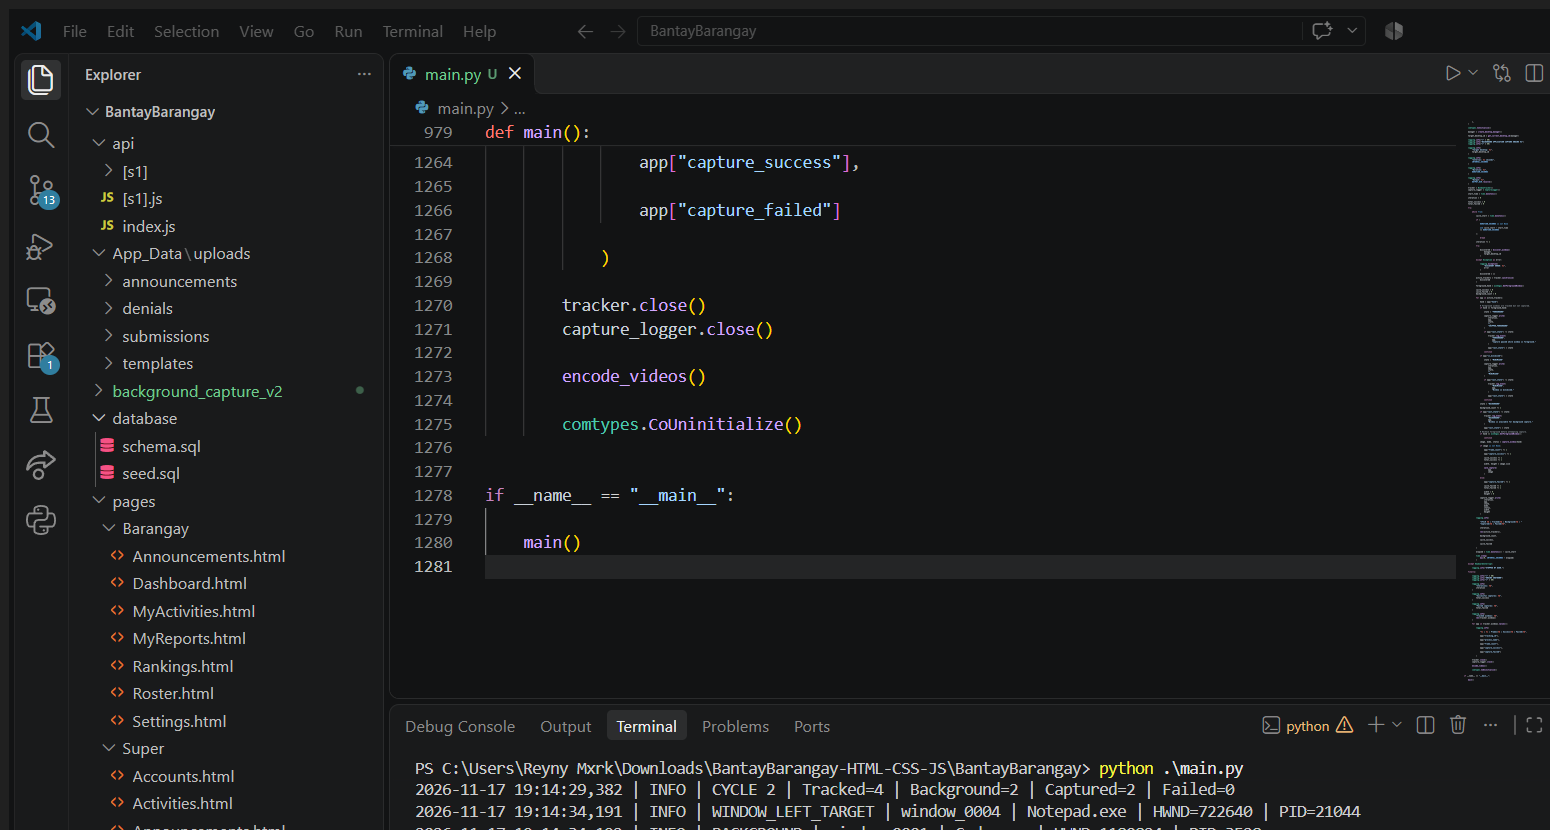 File Edit Selection View Go Run Terminal Help
BantayBarangay
Explorer
BantayBarangay
api
[s1]
JS [s1].js
JS index.js
App_Data\uploads
announcements
denials
submissions
templates
background_capture_v2
database
schema.sql
seed.sql
pages
Barangay
Announcements.html
Dashboard.html
MyActivities.html
MyReports.html
Rankings.html
Roster.html
Settings.html
Super
Accounts.html
Activities.html
13
1
main.py U
main.py > ...
979 def main():
1264 app["capture_success"],
1265
1266 app["capture_failed"]
1267
1268 )
1269
1270 tracker.close()
1271 capture_logger.close()
1272
1273 encode_videos()
1274
1275 comtypes.CoUninitialize()
1276
1277
1278 if __name__ == "__main__":
1279
1280 main()
1281
Debug Console Output Terminal Problems Ports
python
PS C:\Users\Reyny Mxrk\Downloads\BantayBarangay-HTML-CSS-JS\BantayBarangay> python .\main.py
2026-11-17 19:14:29,382 | INFO | CYCLE 2 | Tracked=4 | Background=2 | Captured=2 | Failed=0
2026-11-17 19:14:34,191 | INFO | WINDOW_LEFT_TARGET | window_0004 | Notepad.exe | HWND=722640 | PID=21044